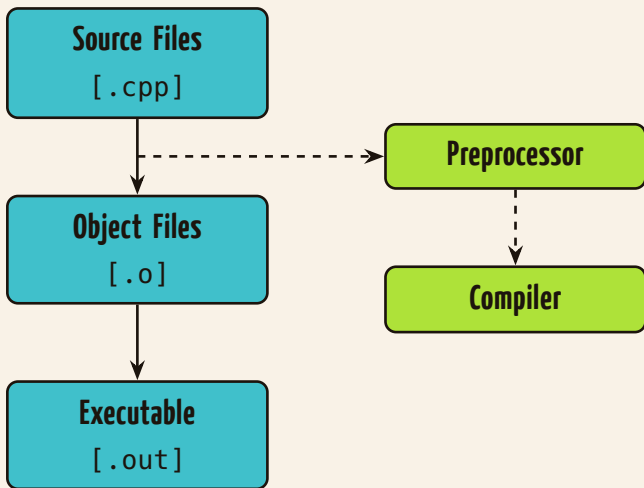 Source Files
[.cpp]
Preprocessor
Object Files
[.o]
Compiler
Executable
[.out]